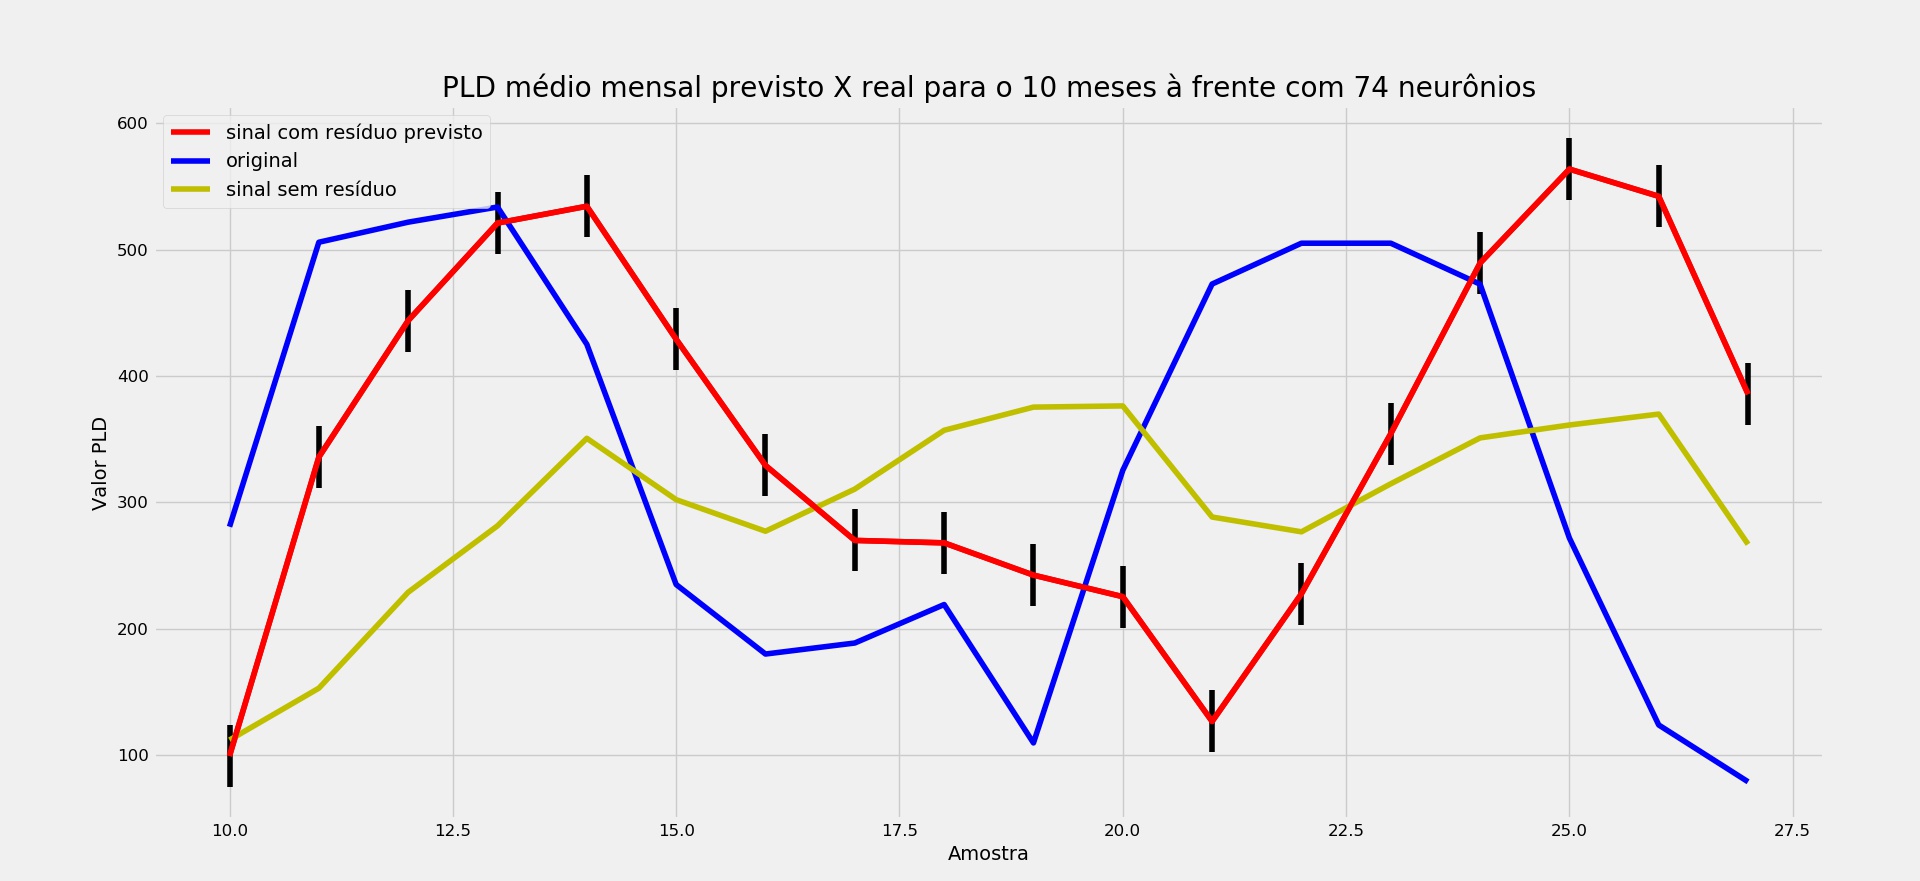 PLD médio mensal previsto X real para o 10 meses à frente com 74 neurônios
sinal com resíduo previsto
original
sinal sem resíduo
600
500
400
300
200
100
Valor PLD
10.0 12.5 15.0 17.5 20.0 22.5 25.0 27.5
Amostra